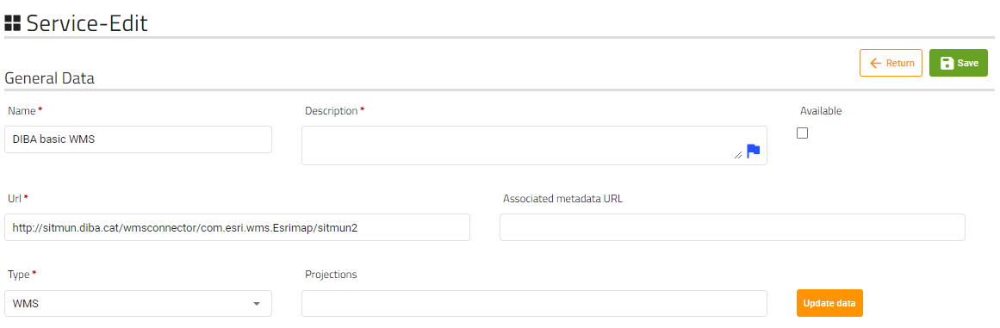 Service-Edit
Return Save
General Data
Name * Description * Available
DIBA basic WMS
Url * Associated metadata URL
http://sitmun.diba.cat/wmsconnector/com.esri.wms.Esrimap/sitmun2
Type * Projections
WMS Update data